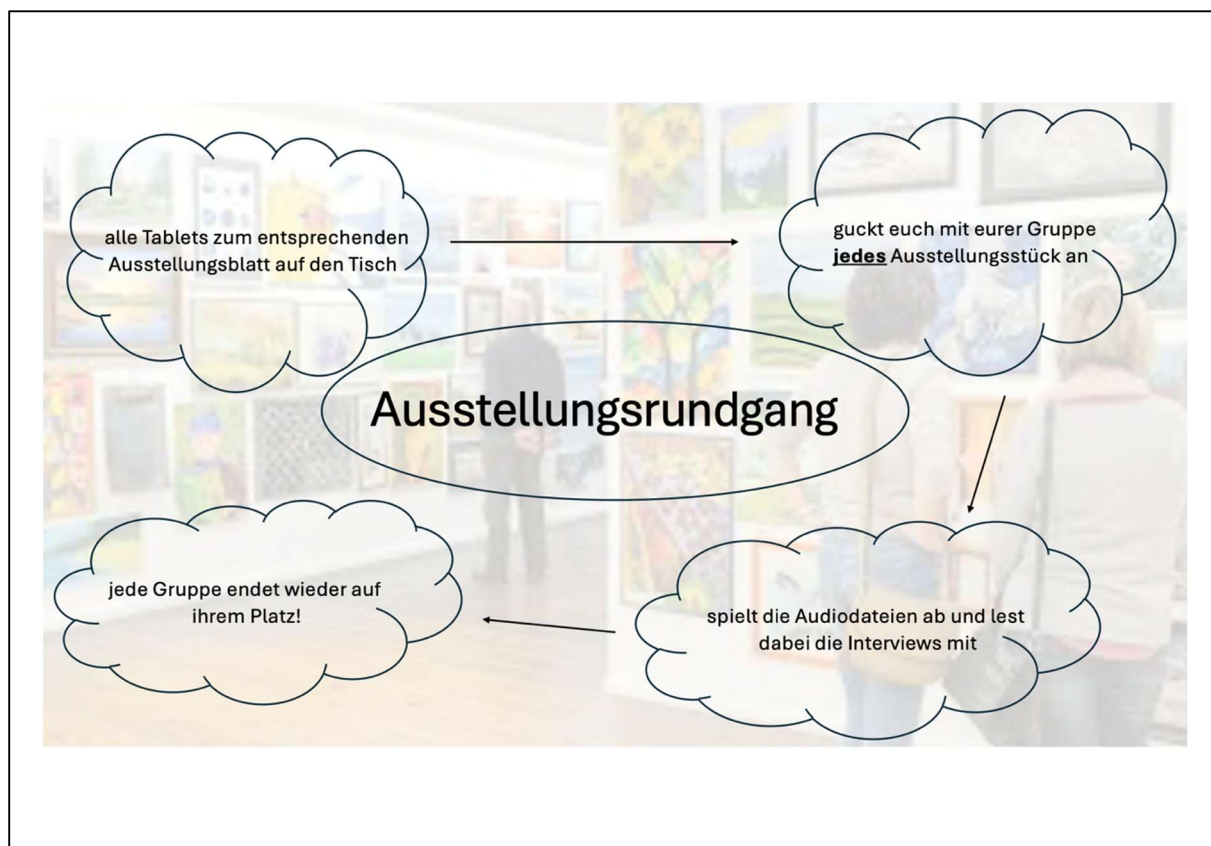 alle Tablets zum entsprechenden
Ausstellungsblatt auf den Tisch
guckt euch mit eurer Gruppe
jedes Ausstellungsstück an
Ausstellungsrundgang
spielt die Audiodateien ab und lest
dabei die Interviews mit
jede Gruppe endet wieder auf
ihrem Platz!